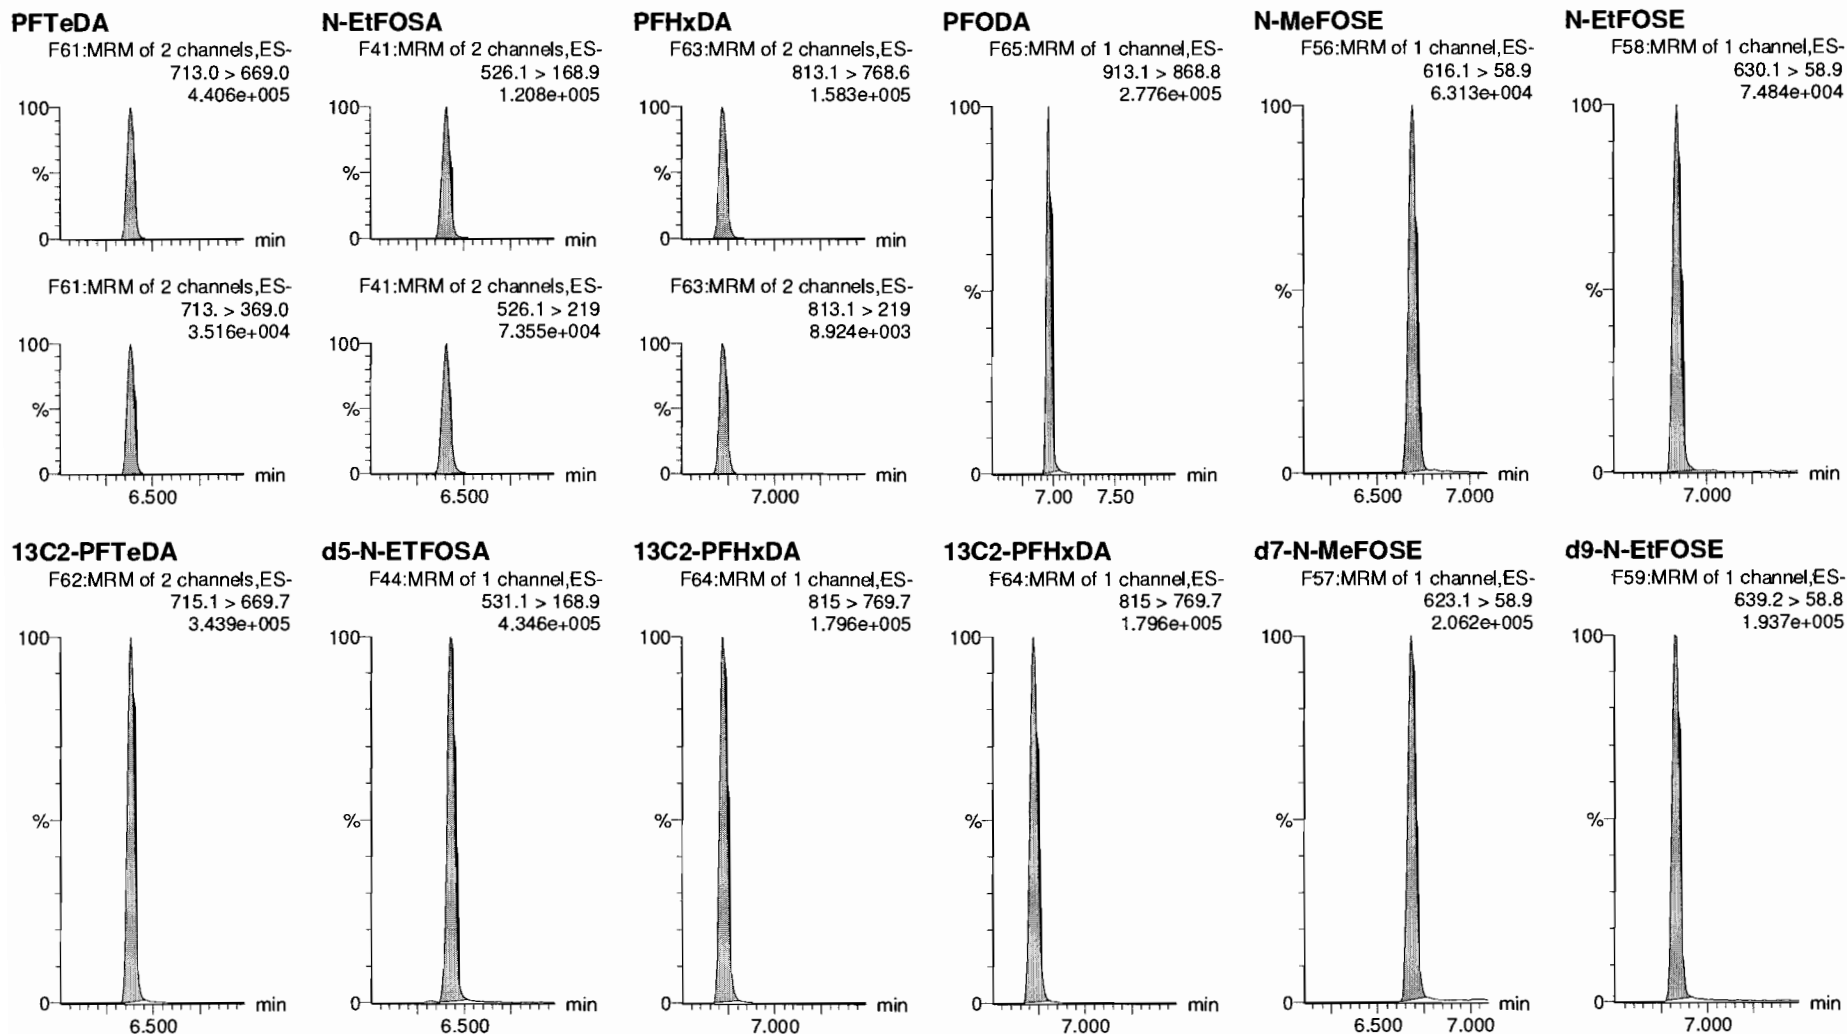 PFTeDA
F61:MRM of 2 channels,ES-
713.0 > 669.0
4.406e+005
100
%
0
min
F61:MRM of 2 channels,ES-
713. > 369.0
3.516e+004
100
%
0
min
6.500
N-EtFOSA
F41:MRM of 2 channels,ES-
526.1 > 168.9
1.208e+005
100
%
0
min
F41:MRM of 2 channels,ES-
526.1 > 219
7.355e+004
100
%
0
min
6.500
PFHxDA
F63:MRM of 2 channels,ES-
813.1 > 768.6
1.583e+005
100
%
0
min
F63:MRM of 2 channels,ES-
813.1 > 219
8.924e+003
100
%
0
min
7.000
PFODA
F65:MRM of 1 channel,ES-
913.1 > 868.8
2.776e+005
100
%
0
min
7.00 7.50
N-MeFOSE
F56:MRM of 1 channel,ES-
616.1 > 58.9
6.313e+004
100
%
0
min
6.500 7.000
N-EtFOSE
F58:MRM of 1 channel,ES-
630.1 > 58.9
7.484e+004
100
%
0
min
7.000
13C2-PFTeDA
F62:MRM of 2 channels,ES-
715.1 > 669.7
3.439e+005
100
%
0
min
6.500
d5-N-ETFOSA
F44:MRM of 1 channel,ES-
531.1 > 168.9
4.346e+005
100
%
0
min
6.500
13C2-PFHxDA
F64:MRM of 1 channel,ES-
815 > 769.7
1.796e+005
100
%
0
min
7.000
13C2-PFHxDA
F64:MRM of 1 channel,ES-
815 > 769.7
1.796e+005
100
%
0
min
7.000
d7-N-MeFOSE
F57:MRM of 1 channel,ES-
623.1 > 58.9
2.062e+005
100
%
0
min
6.500 7.000
d9-N-EtFOSE
F59:MRM of 1 channel,ES-
639.2 > 58.8
1.937e+005
100
%
0
min
7.000